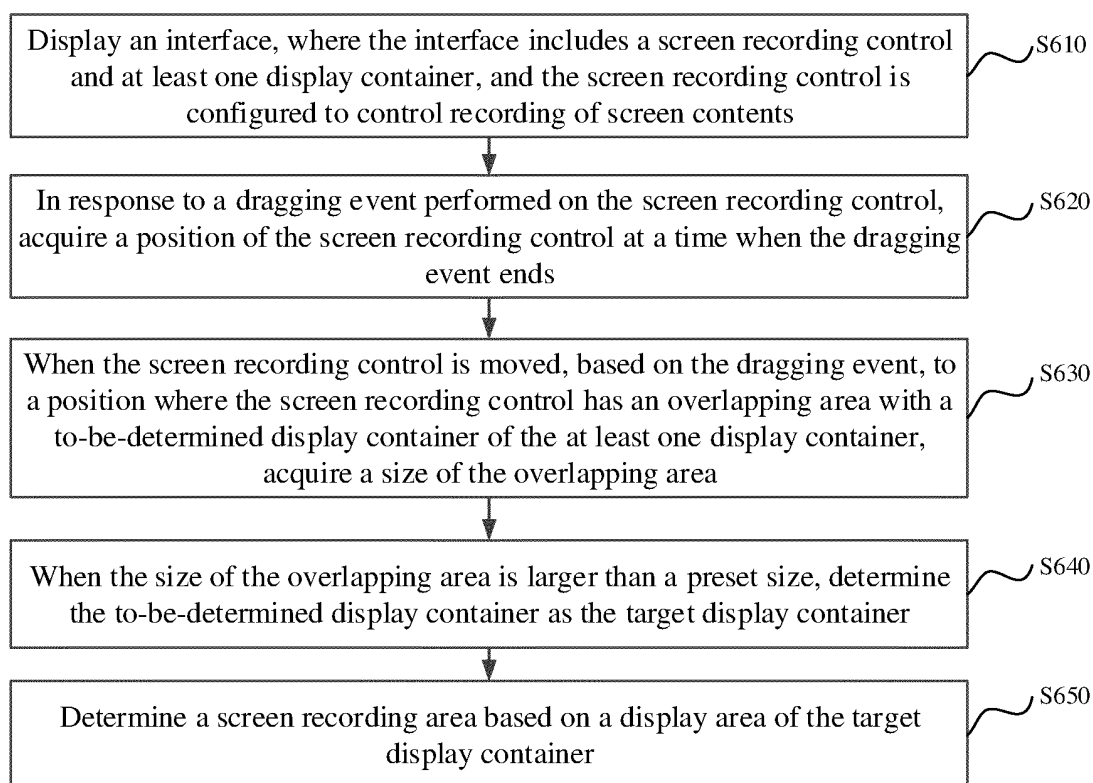 Display an interface, where the interface includes a screen recording control
and at least one display container, and the screen recording control is
configured to control recording of screen contents
S610
In response to a dragging event performed on the screen recording control,
acquire a position of the screen recording control at a time when the dragging
event ends
S620
When the screen recording control is moved, based on the dragging event, to
a position where the screen recording control has an overlapping area with a
to-be-determined display container of the at least one display container,
acquire a size of the overlapping area
S630
When the size of the overlapping area is larger than a preset size, determine
the to-be-determined display container as the target display container
S640
Determine a screen recording area based on a display area of the target
display container
S650